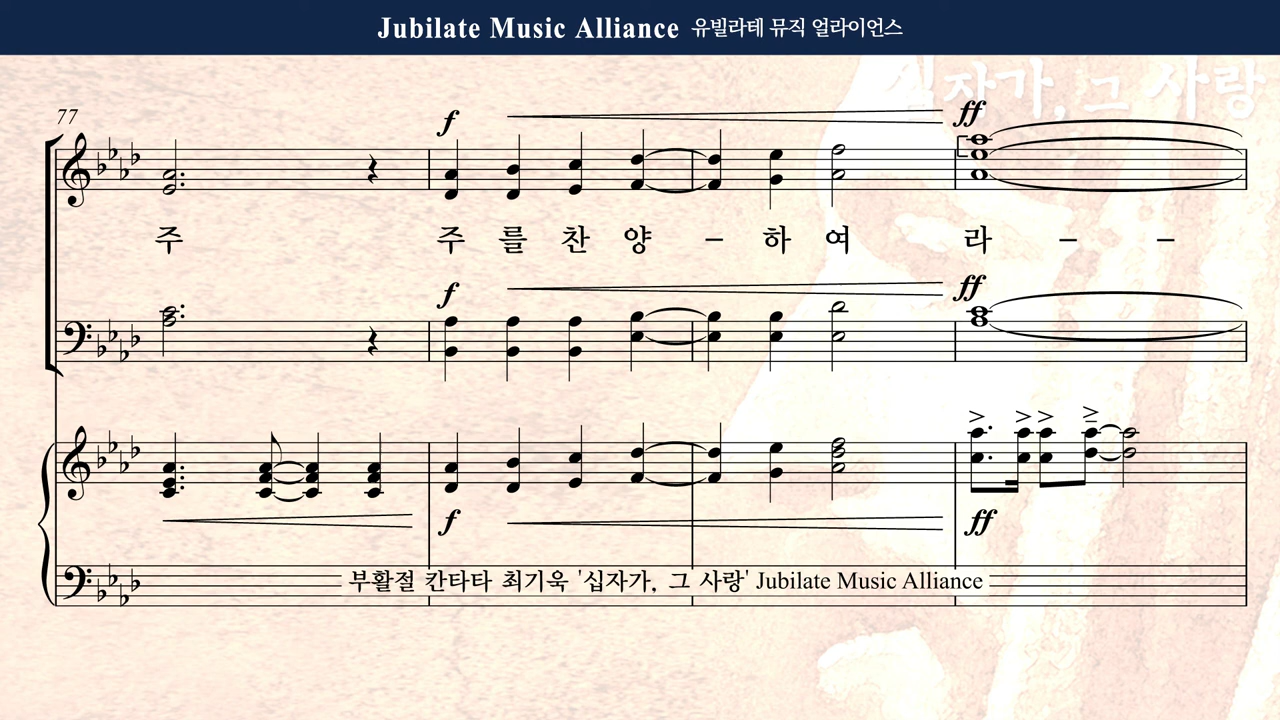 Jubilate Music Alliance 유빌라테 뮤직 얼라이언스
십자가, 그 사랑
77
f ff
주 주 를 찬 양 – 하 여 라 – –
f ff
f ff
부활절 칸타타 최기욱 '십자가, 그 사랑' Jubilate Music Alliance